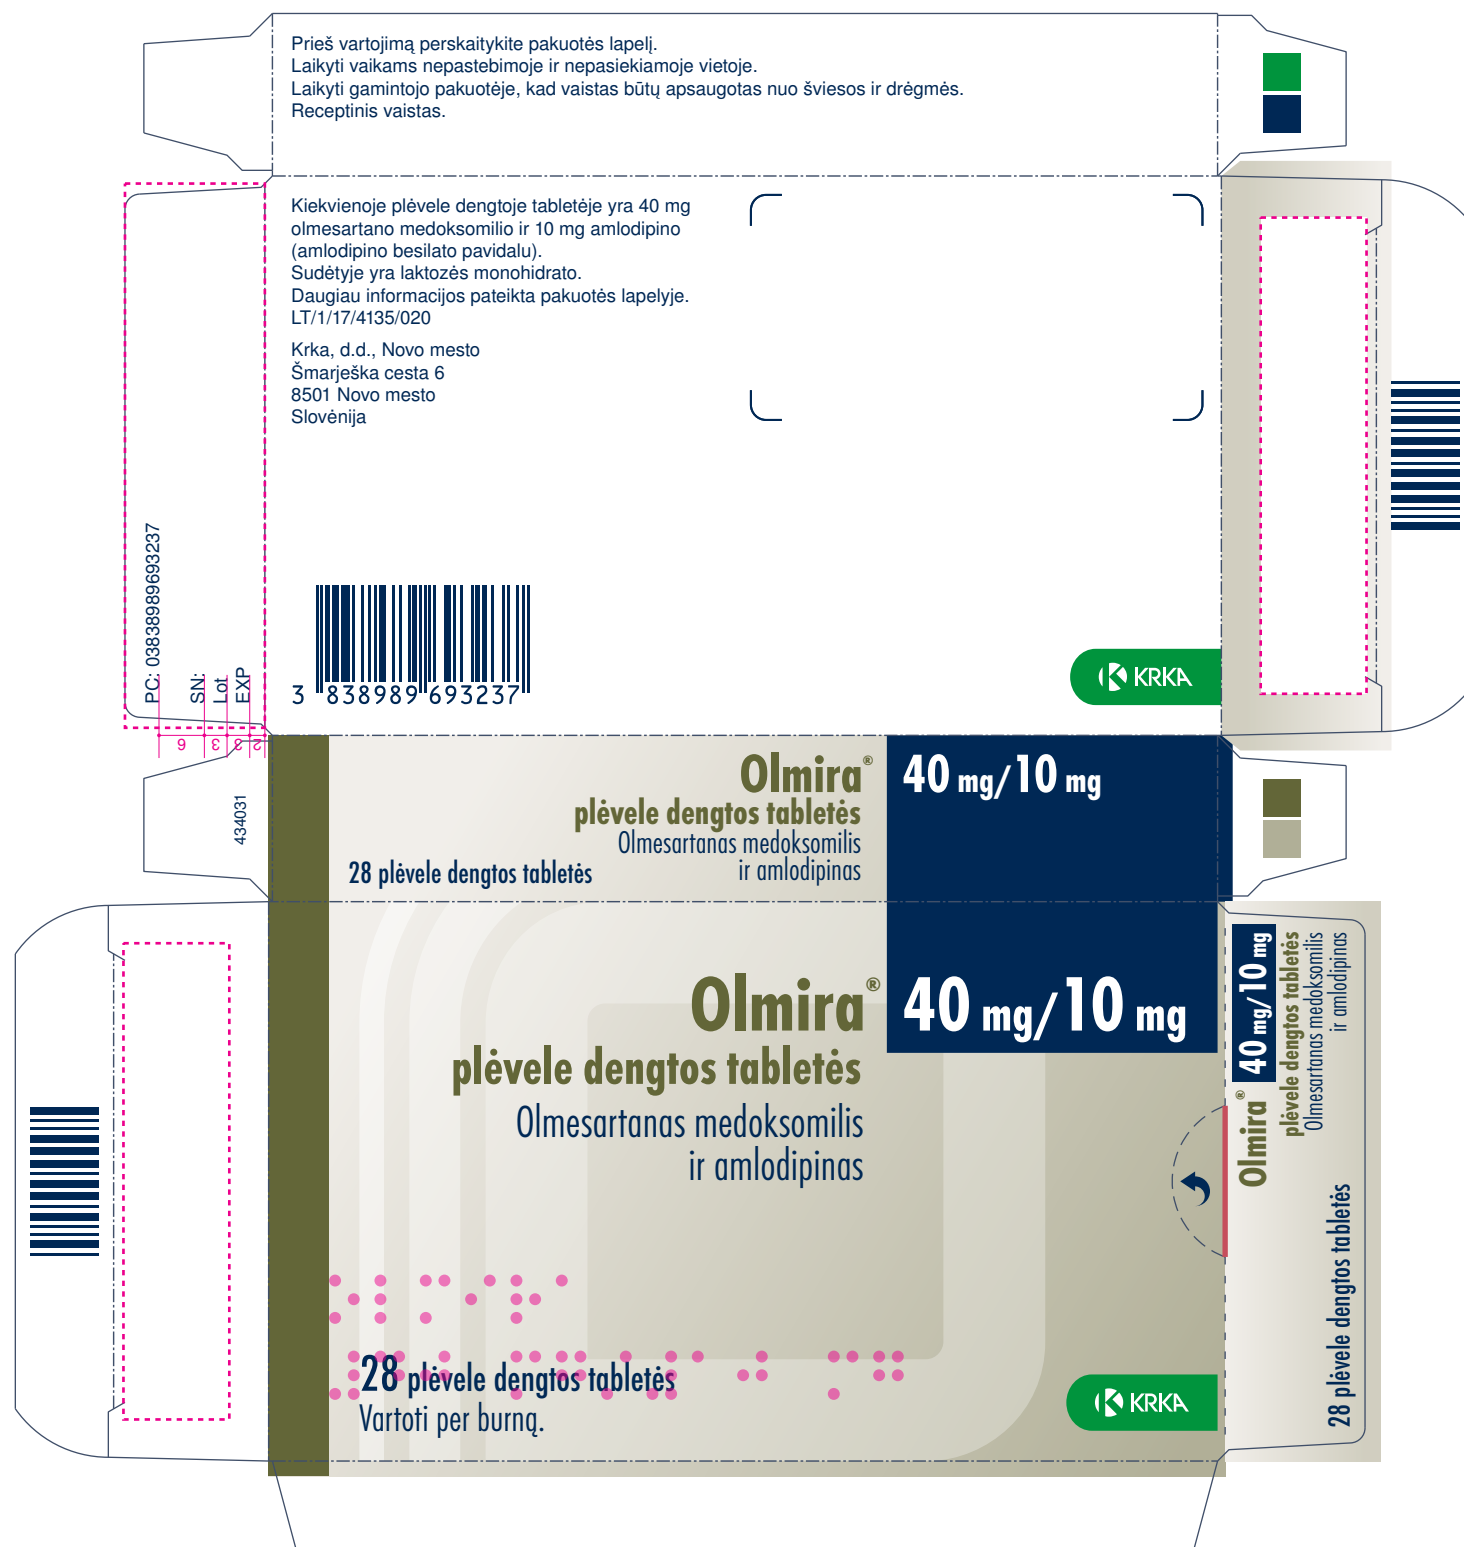 Prieš vartojimą perskaitykite pakuotės lapelį.
Laikyti vaikams nepastebimoje ir nepasiekiamoje vietoje.
Laikyti gamintojo pakuotėje, kad vaistas būtų apsaugotas nuo šviesos ir drėgmės.
Receptinis vaistas.
Kiekvienoje plėvele dengtoje tabletėje yra 40 mg
olmesartano medoksomilio ir 10 mg amlodipino
(amlodipino besilato pavidalu).
Sudėtyje yra laktozės monohidrato.
Daugiau informacijos pateikta pakuotės lapelyje.
LT/1/17/4135/020
Krka, d.d., Novo mesto
Šmarješka cesta 6
8501 Novo mesto
Slovėnija
PC: 03838989693237
SN:
Lot
EXP
6 3 3 2
3 838989 693237
KRKA
434031
Olmira®
40 mg/10 mg
plėvele dengtos tabletės
Olmesartanas medoksomilis
ir amlodipinas
28 plėvele dengtos tabletės
Olmira®
40 mg/10 mg
plėvele dengtos tabletės
Olmesartanas medoksomilis
ir amlodipinas
28 plėvele dengtos tabletės
Vartoti per burną.
KRKA
Olmira® 40 mg/10 mg
plėvele dengtos tabletės
Olmesartanas medoksomilis
ir amlodipinas
28 plėvele dengtos tabletės